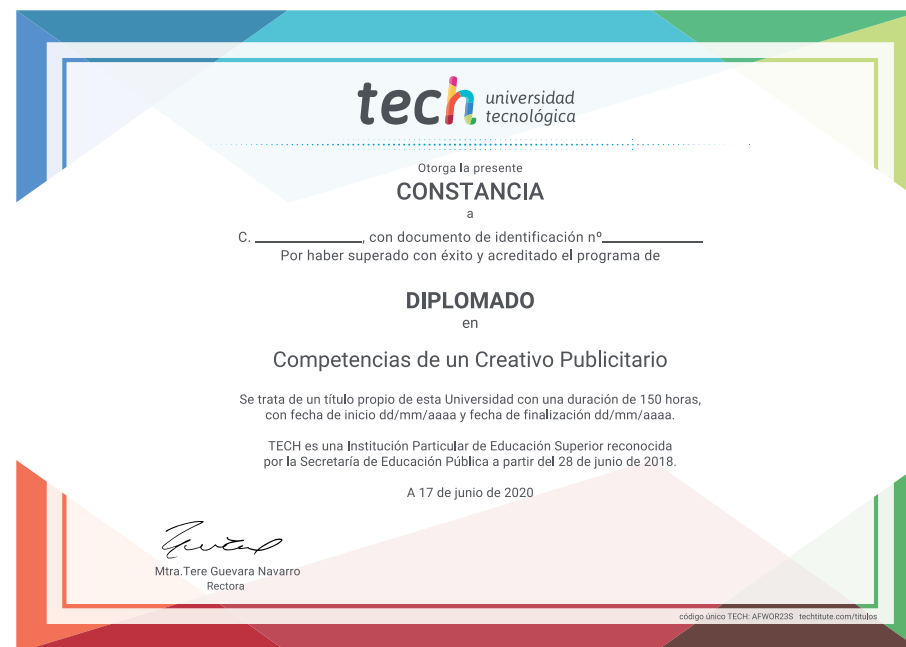 tech universidad
tecnológica
Otorga la presente
CONSTANCIA
a
C. ____________, con documento de identificación nº____________
Por haber superado con éxito y acreditado el programa de
DIPLOMADO
en
Competencias de un Creativo Publicitario
Se trata de un título propio de esta Universidad con una duración de 150 horas,
con fecha de inicio dd/mm/aaaa y fecha de finalización dd/mm/aaaa.
TECH es una Institución Particular de Educación Superior reconocida
por la Secretaría de Educación Pública a partir del 28 de junio de 2018.
A 17 de junio de 2020
Mtra.Tere Guevara Navarro
Rectora
código único TECH: AFWOR23S techtitute.com/titulos